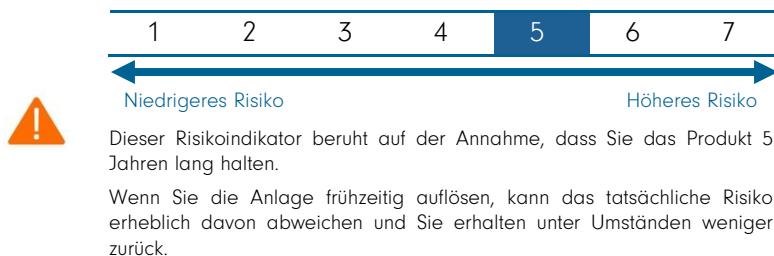 1 2 3 4 5 6 7
Niedrigeres Risiko Höheres Risiko
Dieser Risikoindikator beruht auf der Annahme, dass Sie das Produkt 5
Jahren lang halten.
Wenn Sie die Anlage frühzeitig auflösen, kann das tatsächliche Risiko
erheblich davon abweichen und Sie erhalten unter Umständen weniger
zurück.